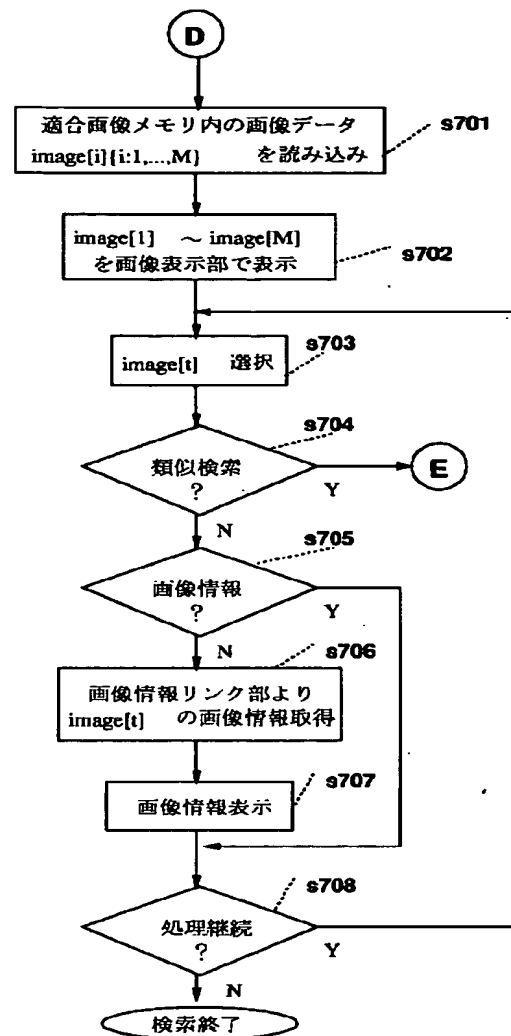 D
適合画像メモリ内の画像データ
image[i]{i:1,...,M} を読み込み
s701
image[1] ~ image[M]
を画像表示部で表示
s702
s703
image[t] 選択
s704
類似検索
?
Y
E
N
s705
画像情報
?
Y
N
s706
画像情報リンク部より
image[t] の画像情報取得
s707
画像情報表示
s708
処理継続
?
Y
N
検索終了